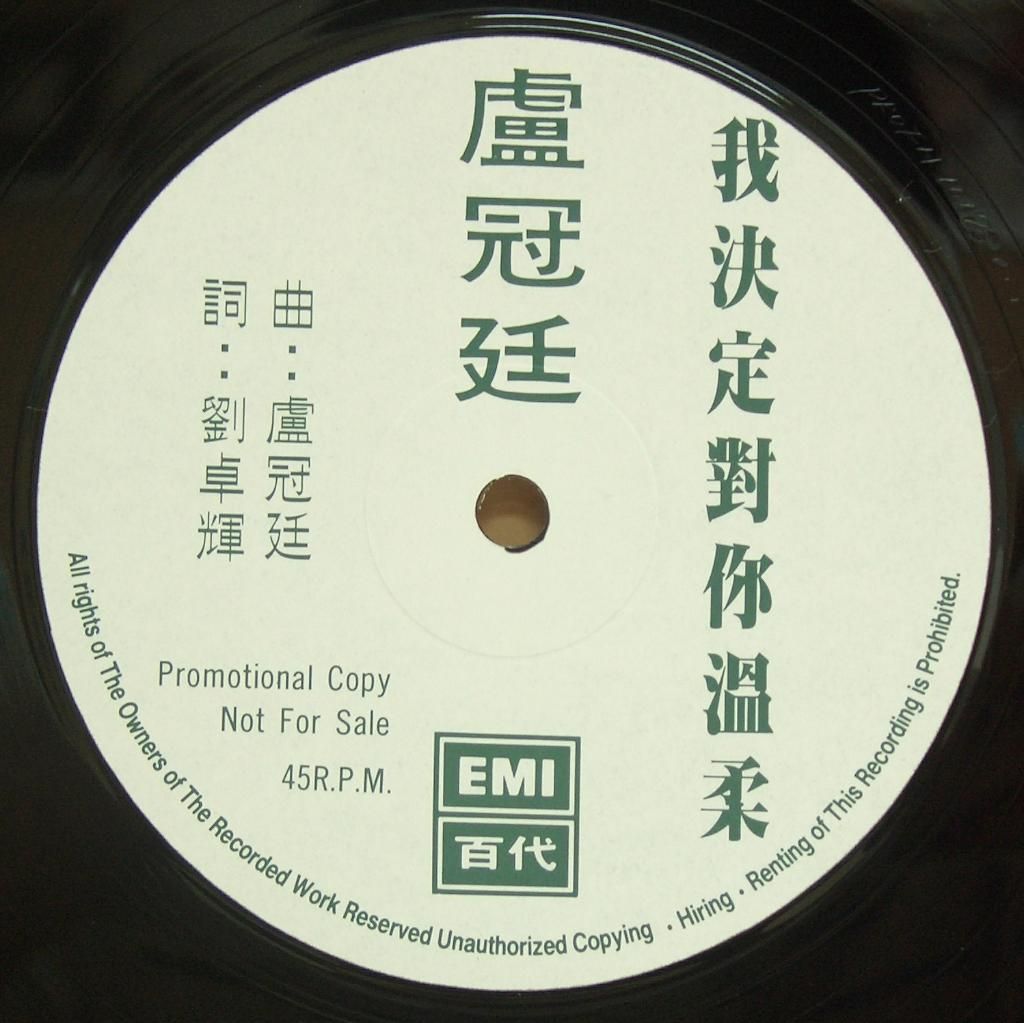 我決定對你溫柔
盧冠廷
曲：盧冠廷
詞：劉卓輝
Promotional Copy
Not For Sale
45R.P.M.
EMI
百代
All rights of The Owners of The Recorded Work Reserved Unauthorized Copying · Hiring · Renting of This Recording is Prohibited.